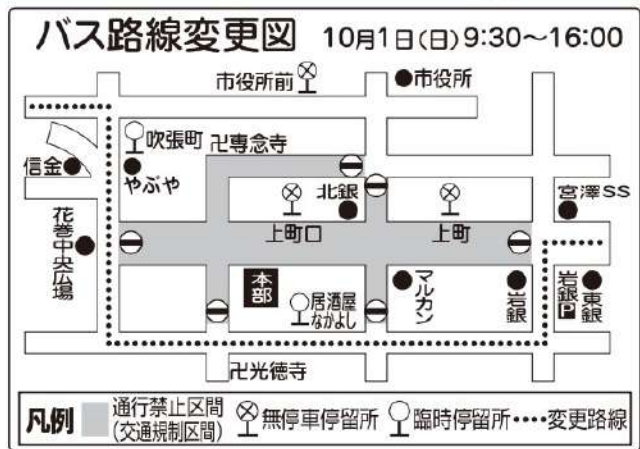 バス路線変更図 10月1日(日)9:30〜16:00
市役所前
市役所
吹張町
卍専念寺
信金
やぶや
北銀
宮澤SS
花巻中央広場
上町口
上町
本部
居酒屋
なかよし
マルカン
岩銀
岩銀P
東銀
卍光徳寺
凡例
通行禁止区間
(交通規制区間)
無停車停留所
臨時停留所
変更路線